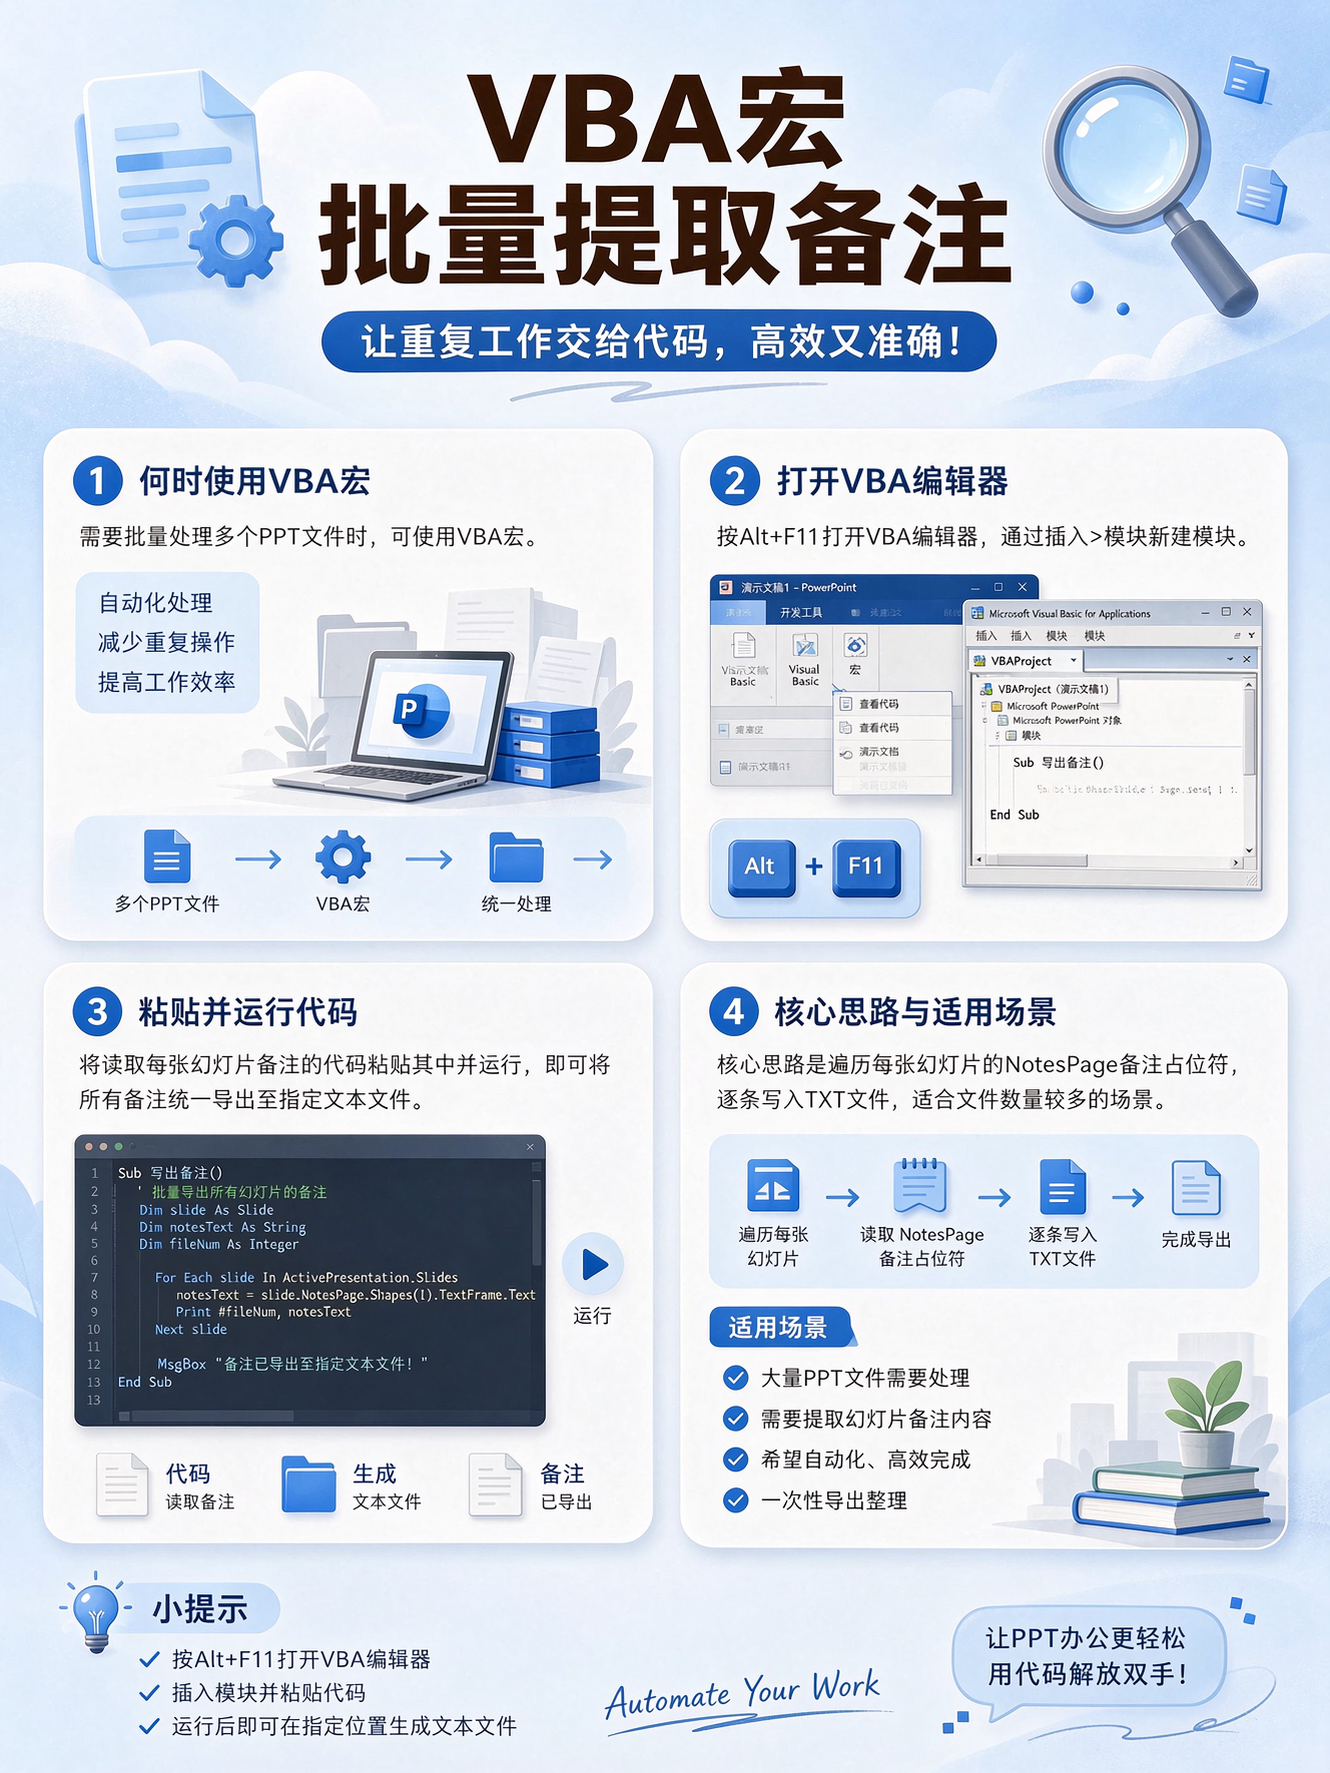 VBA宏
批量提取备注
让重复工作交给代码，高效又准确！
1 何时使用VBA宏
需要批量处理多个PPT文件时，可使用VBA宏。
自动化处理
减少重复操作
提高工作效率
P
多个PPT文件
VBA宏
统一处理
2 打开VBA编辑器
按Alt+F11打开VBA编辑器，通过插入>模块新建模块。
演示文稿1 - PowerPoint
开发工具
Basic
Visual
Basic
宏
查看代码
查看代码
演示文档
Microsoft Visual Basic for Applications
插入 插入 模块 模块
VBAProject
VBAProject（演示文稿1）
Microsoft PowerPoint
Microsoft PowerPoint 对象
模块
Sub 写出备注()
End Sub
Alt + F11
3 粘贴并运行代码
将读取每张幻灯片备注的代码粘贴其中并运行，即可将
所有备注统一导出至指定文本文件。
1 Sub 写出备注()
2 ' 批量导出所有幻灯片的备注
3 Dim slide As Slide
4 Dim notesText As String
5 Dim fileNum As Integer
6
7 For Each slide In ActivePresentation.Slides
8 notesText = slide.NotesPage.Shapes(1).TextFrame.Text
9 Print #fileNum, notesText
10 Next slide
11
12 MsgBox "备注已导出至指定文本文件！"
13 End Sub
13
运行
代码
读取备注
生成
文本文件
备注
已导出
4 核心思路与适用场景
核心思路是遍历每张幻灯片的NotesPage备注占位符，
逐条写入TXT文件，适合文件数量较多的场景。
遍历每张
幻灯片
读取 NotesPage
备注占位符
逐条写入
TXT文件
完成导出
适用场景
大量PPT文件需要处理
需要提取幻灯片备注内容
希望自动化、高效完成
一次性导出整理
小提示
按Alt+F11打开VBA编辑器
插入模块并粘贴代码
运行后即可在指定位置生成文本文件
Automate Your Work
让PPT办公更轻松
用代码解放双手！